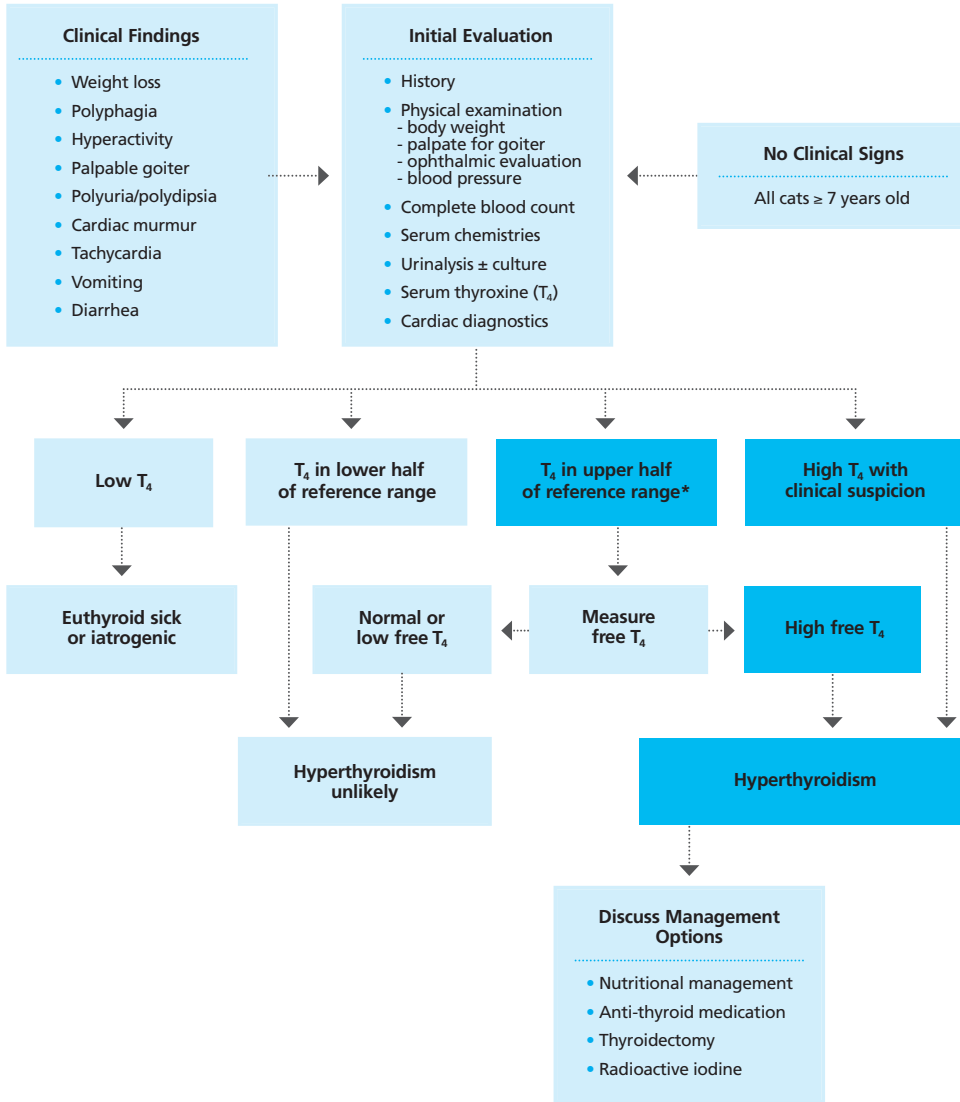 Clinical Findings
• Weight loss
• Polyphagia
• Hyperactivity
• Palpable goiter
• Polyuria/polydipsia
• Cardiac murmur
• Tachycardia
• Vomiting
• Diarrhea
Initial Evaluation
• History
• Physical examination
- body weight
- palpate for goiter
- ophthalmic evaluation
- blood pressure
• Complete blood count
• Serum chemistries
• Urinalysis ± culture
• Serum thyroxine (T₄)
• Cardiac diagnostics
No Clinical Signs
All cats ≥ 7 years old
Low T₄
T₄ in lower half
of reference range
T₄ in upper half
of reference range*
High T₄ with
clinical suspicion
Euthyroid sick
or iatrogenic
Normal or
low free T₄
Measure
free T₄
High free T₄
Hyperthyroidism
unlikely
Hyperthyroidism
Discuss Management
Options
• Nutritional management
• Anti-thyroid medication
• Thyroidectomy
• Radioactive iodine